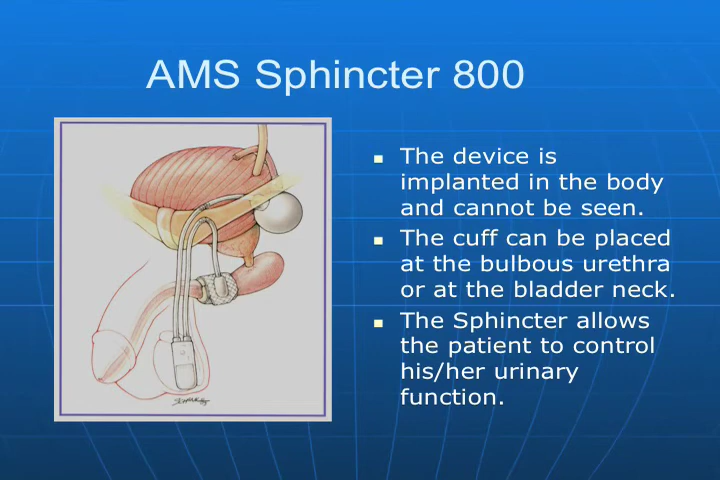 AMS Sphincter 800
The device is
implanted in the body
and cannot be seen.
The cuff can be placed
at the bulbous urethra
or at the bladder neck.
The Sphincter allows
the patient to control
his/her urinary
function.